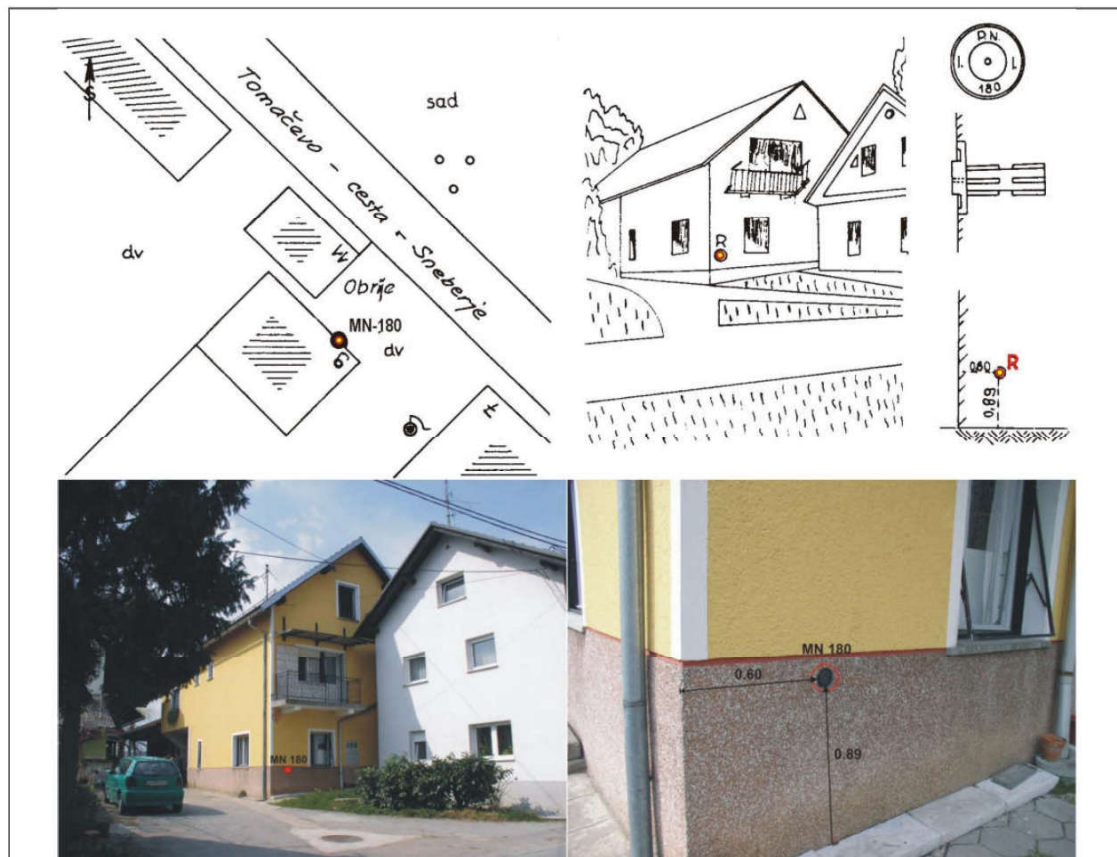 S
Tomačevo - cesta - Sneberje
sad
dv
Obrije
MN-180
dv
R
P.N.
I. I.
180
0,60 R
0.89
MN 180
MN 180
0.60
0.89